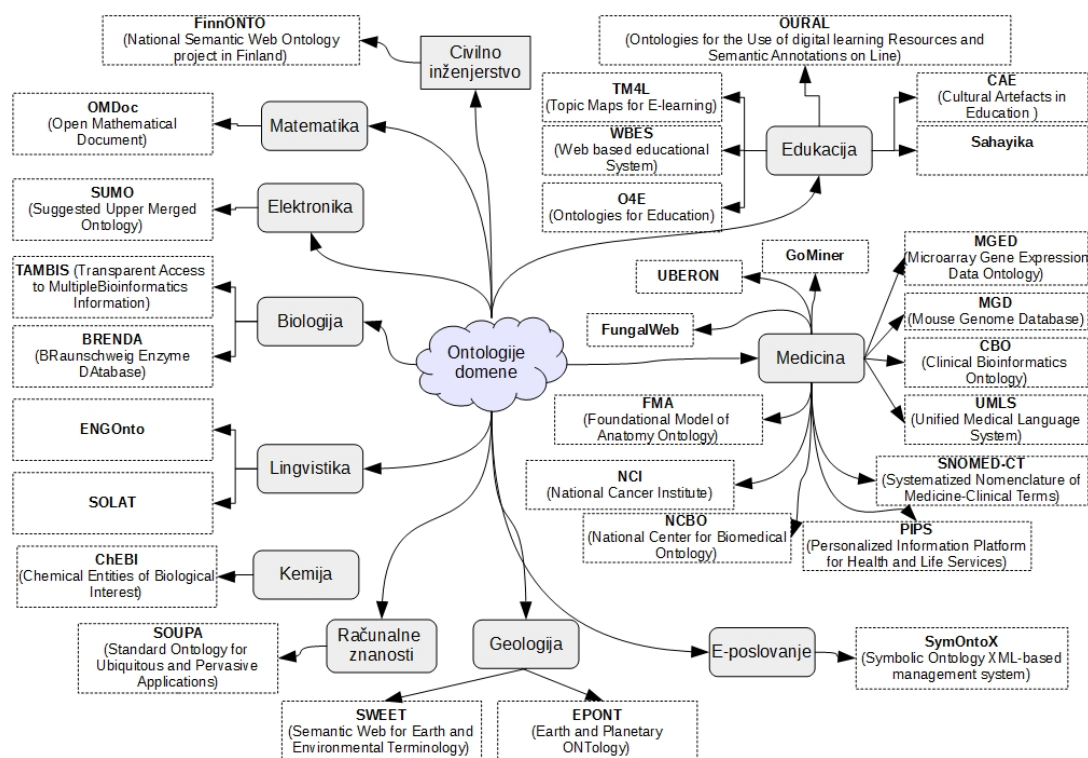 FinnONTO
(National Semantic Web Ontology
project in Finland)
Civilno
inženjerstvo
OURAL
(Ontologies for the Use of digital learning Resources and
Semantic Annotations on Line)
OMDoc
(Open Mathematical
Document)
Matematika
TM4L
(Topic Maps for E-learning)
WBES
(Web based educational
System)
O4E
(Ontologies for Education)
Edukacija
CAE
(Cultural Artefacts in
Education )
Sahayika
SUMO
(Suggested Upper Merged
Ontology)
Elektronika
TAMBIS (Transparent Access
to MultipleBioinformatics
Information)
BRENDA
(BRaunschweig Enzyme
DAtabase)
Biologija
Ontologije
domene
UBERON
GoMiner
FungalWeb
Medicina
MGED
(Microarray Gene Expression
Data Ontology)
MGD
(Mouse Genome Database)
CBO
(Clinical Bioinformatics
Ontology)
UMLS
(Unified Medical Language
System)
FMA
(Foundational Model of
Anatomy Ontology)
NCI
(National Cancer Institute)
NCBO
(National Center for Biomedical
Ontology)
SNOMED-CT
(Systematized Nomenclature of
Medicine-Clinical Terms)
PIPS
(Personalized Information Platform
for Health and Life Services)
ENGOnto
SOLAT
Lingvistika
ChEBI
(Chemical Entities of Biological
Interest)
Kemija
SOUPA
(Standard Ontology for
Ubiquitous and Pervasive
Applications)
Računalne
znanosti
Geologija
SWEET
(Semantic Web for Earth and
Environmental Terminology)
EPONT
(Earth and Planetary
ONTology)
E-poslovanje
SymOntoX
(Symbolic Ontology XML-based
management system)